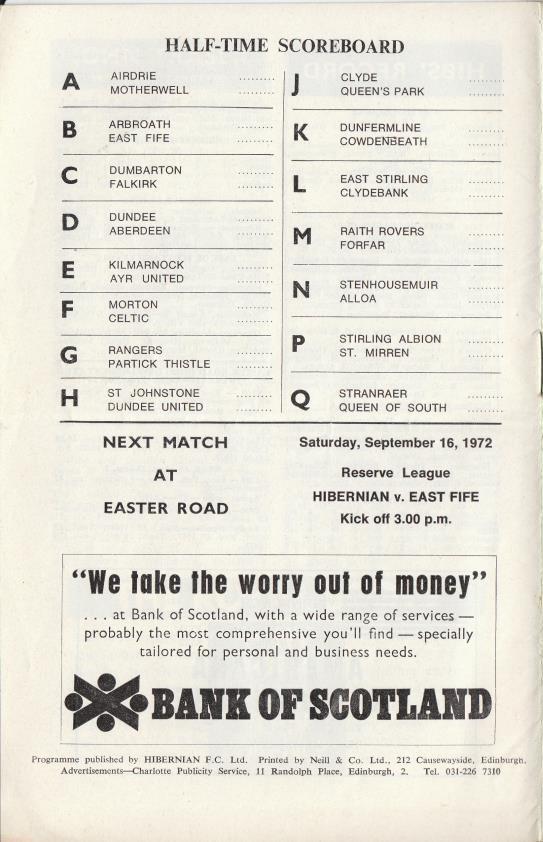 HALF-TIME SCOREBOARD
A AIRDRIE .........
MOTHERWELL .........
B ARBROATH .........
EAST FIFE .........
C DUMBARTON .........
FALKIRK .........
D DUNDEE .........
ABERDEEN .........
E KILMARNOCK .........
AYR UNITED .........
F MORTON .........
CELTIC .........
G RANGERS .........
PARTICK THISTLE .........
H ST JOHNSTONE .........
DUNDEE UNITED .........
J CLYDE .........
QUEEN'S PARK .........
K DUNFERMLINE .........
COWDENBEATH .........
L EAST STIRLING .........
CLYDEBANK .........
M RAITH ROVERS .........
FORFAR .........
N STENHOUSEMUIR .........
ALLOA .........
P STIRLING ALBION .........
ST. MIRREN .........
Q STRANRAER .........
QUEEN OF SOUTH .........
NEXT MATCH
AT
EASTER ROAD
Saturday, September 16, 1972
Reserve League
HIBERNIAN v. EAST FIFE
Kick off 3.00 p.m.
“We take the worry out of money”
. . . at Bank of Scotland, with a wide range of services —
probably the most comprehensive you'll find — specially
tailored for personal and business needs.
BANK OF SCOTLAND
Programme published by HIBERNIAN F.C. Ltd. Printed by Neill & Co. Ltd., 212 Causewayside, Edinburgh.
Advertisements—Charlotte Publicity Service, 11 Randolph Place, Edinburgh, 2. Tel. 031-226 7310